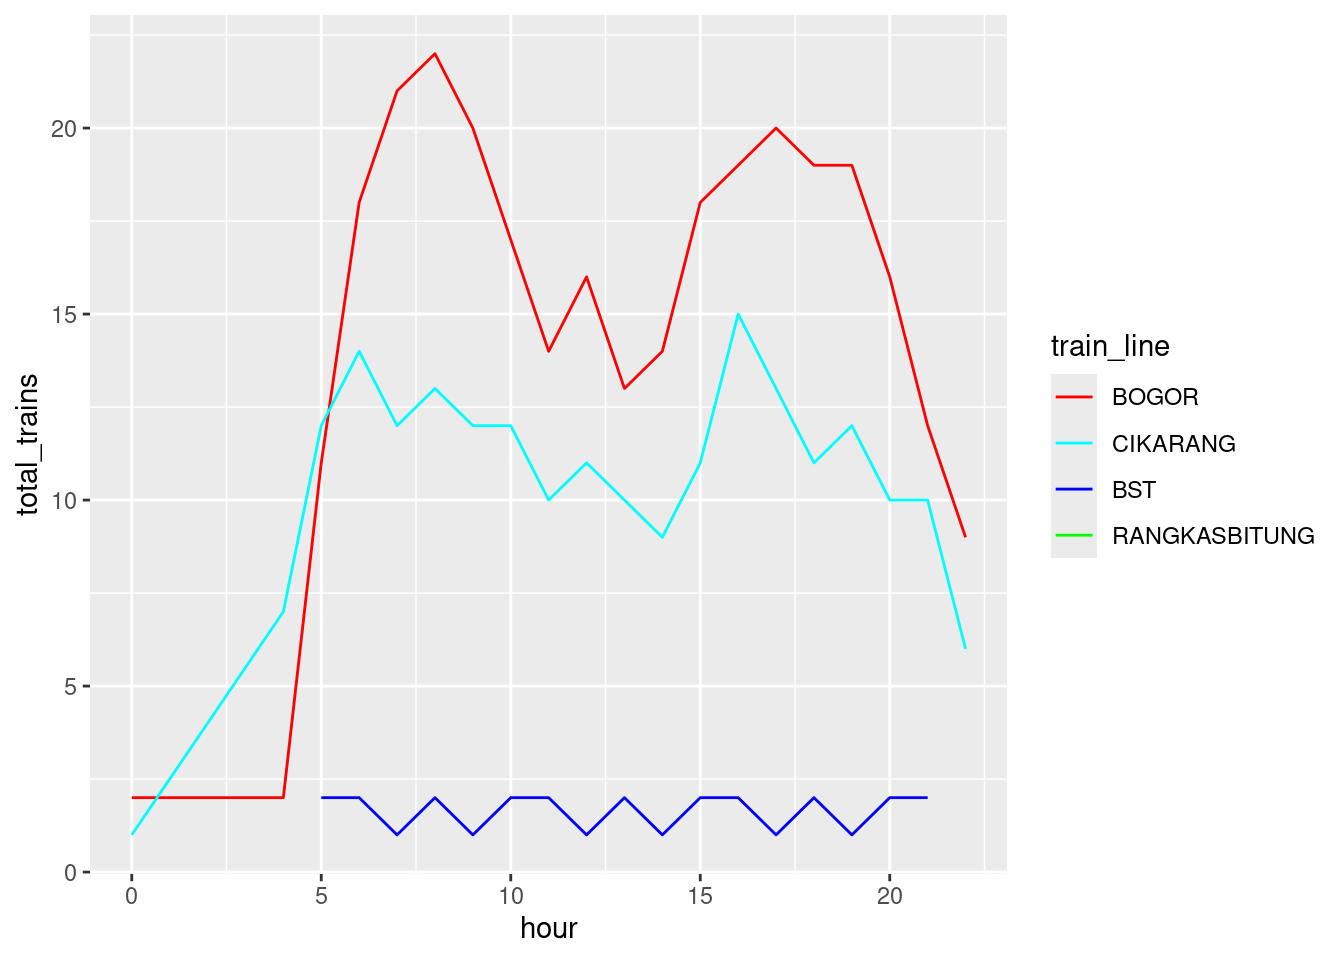 20
15
10
5
0
0 5 10 15 20
hour
total_trains
train_line
BOGOR
CIKARANG
BST
RANGKASBITUNG